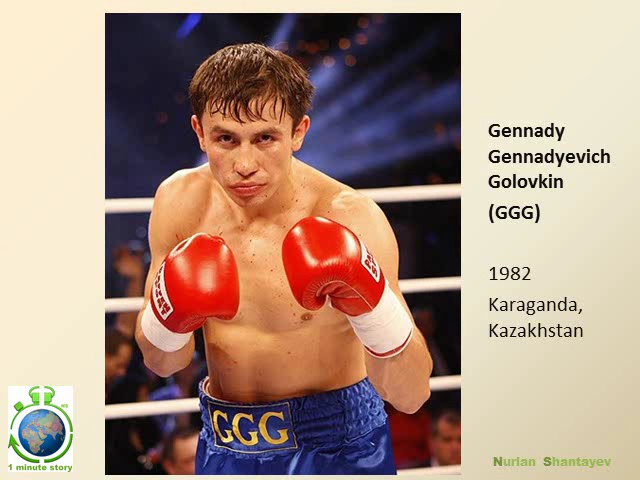 Gennady
Gennadyevich
Golovkin
(GGG)
1982
Karaganda,
Kazakhstan
GGG
1 minute story
Nurlan Shantayev